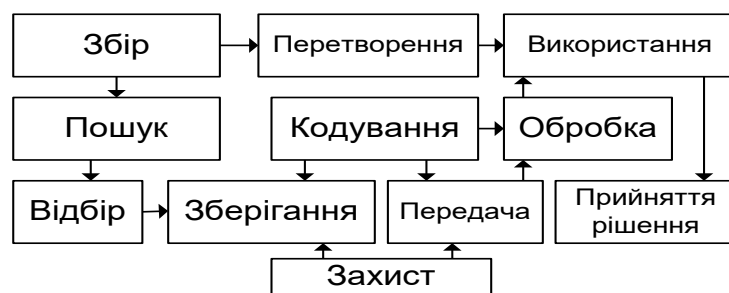 Збір
Перетворення
Використання
Пошук
Кодування
Обробка
Відбір
Зберігання
Передача
Прийняття
рішення
Захист